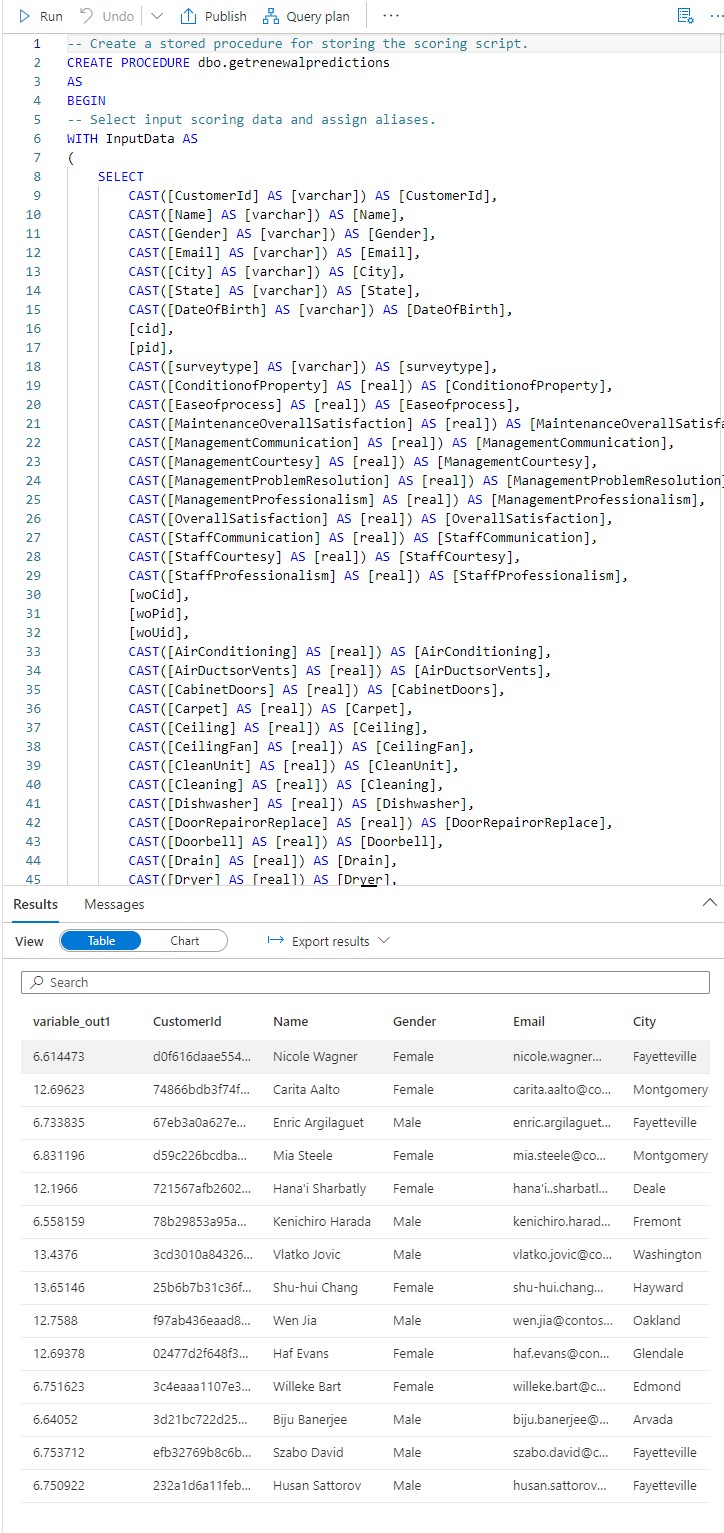 Run Undo Publish Query plan ···
1 -- Create a stored procedure for storing the scoring script.
2 CREATE PROCEDURE dbo.getrenewalpredictions
3 AS
4 BEGIN
5 -- Select input scoring data and assign aliases.
6 WITH InputData AS
7 (
8 SELECT
9 CAST([CustomerId] AS [varchar]) AS [CustomerId],
10 CAST([Name] AS [varchar]) AS [Name],
11 CAST([Gender] AS [varchar]) AS [Gender],
12 CAST([Email] AS [varchar]) AS [Email],
13 CAST([City] AS [varchar]) AS [City],
14 CAST([State] AS [varchar]) AS [State],
15 CAST([DateOfBirth] AS [varchar]) AS [DateOfBirth],
16 [cid],
17 [pid],
18 CAST([surveytype] AS [varchar]) AS [surveytype],
19 CAST([ConditionofProperty] AS [real]) AS [ConditionofProperty],
20 CAST([Easeofprocess] AS [real]) AS [Easeofprocess],
21 CAST([MaintenanceOverallSatisfaction] AS [real]) AS [MaintenanceOverallSatisfa
22 CAST([ManagementCommunication] AS [real]) AS [ManagementCommunication],
23 CAST([ManagementCourtesy] AS [real]) AS [ManagementCourtesy],
24 CAST([ManagementProblemResolution] AS [real]) AS [ManagementProblemResolution]
25 CAST([ManagementProfessionalism] AS [real]) AS [ManagementProfessionalism],
26 CAST([OverallSatisfaction] AS [real]) AS [OverallSatisfaction],
27 CAST([StaffCommunication] AS [real]) AS [StaffCommunication],
28 CAST([StaffCourtesy] AS [real]) AS [StaffCourtesy],
29 CAST([StaffProfessionalism] AS [real]) AS [StaffProfessionalism],
30 [woCid],
31 [woPid],
32 [woUid],
33 CAST([AirConditioning] AS [real]) AS [AirConditioning],
34 CAST([AirDuctsorVents] AS [real]) AS [AirDuctsorVents],
35 CAST([CabinetDoors] AS [real]) AS [CabinetDoors],
36 CAST([Carpet] AS [real]) AS [Carpet],
37 CAST([Ceiling] AS [real]) AS [Ceiling],
38 CAST([CeilingFan] AS [real]) AS [CeilingFan],
39 CAST([CleanUnit] AS [real]) AS [CleanUnit],
40 CAST([Cleaning] AS [real]) AS [Cleaning],
41 CAST([Dishwasher] AS [real]) AS [Dishwasher],
42 CAST([DoorRepairorReplace] AS [real]) AS [DoorRepairorReplace],
43 CAST([Doorbell] AS [real]) AS [Doorbell],
44 CAST([Drain] AS [real]) AS [Drain],
45 CAST([Dryer] AS [real]) AS [Dryer],
Results Messages
View Table Chart Export results
Search
variable_out1 CustomerId Name Gender Email City
6.614473 d0f616daae554... Nicole Wagner Female nicole.wagner... Fayetteville
12.69623 74866bdb3f74f... Carita Aalto Female carita.aalto@co... Montgomery
6.733835 67eb3a0a627e... Enric Argilaguet Male enric.argilaguet... Fayetteville
6.831196 d59c226bcdba... Mia Steele Female mia.steele@co... Montgomery
12.1966 721567afb2602... Hana'i Sharbatly Female hana'i..sharbatl... Deale
6.558159 78b29853a95a... Kenichiro Harada Male kenichiro.harad... Fremont
13.4376 3cd3010a84326... Vlatko Jovic Male vlatko.jovic@co... Washington
13.65146 25b6b7b31c36f... Shu-hui Chang Female shu-hui.chang... Hayward
12.7588 f97ab436eaad8... Wen Jia Male wen.jia@contos... Oakland
12.69378 02477d2f648f3... Haf Evans Female haf.evans@con... Glendale
6.751623 3c4eaaa1107e3... Willeke Bart Female willeke.bart@c... Edmond
6.64052 3d21bc722d25... Biju Banerjee Male biju.banerjee@... Arvada
6.753712 efb32769b8c6b... Szabo David Male szabo.david@c... Fayetteville
6.750922 232a1d6a11feb... Husan Sattorov Male husan.sattorov... Fayetteville